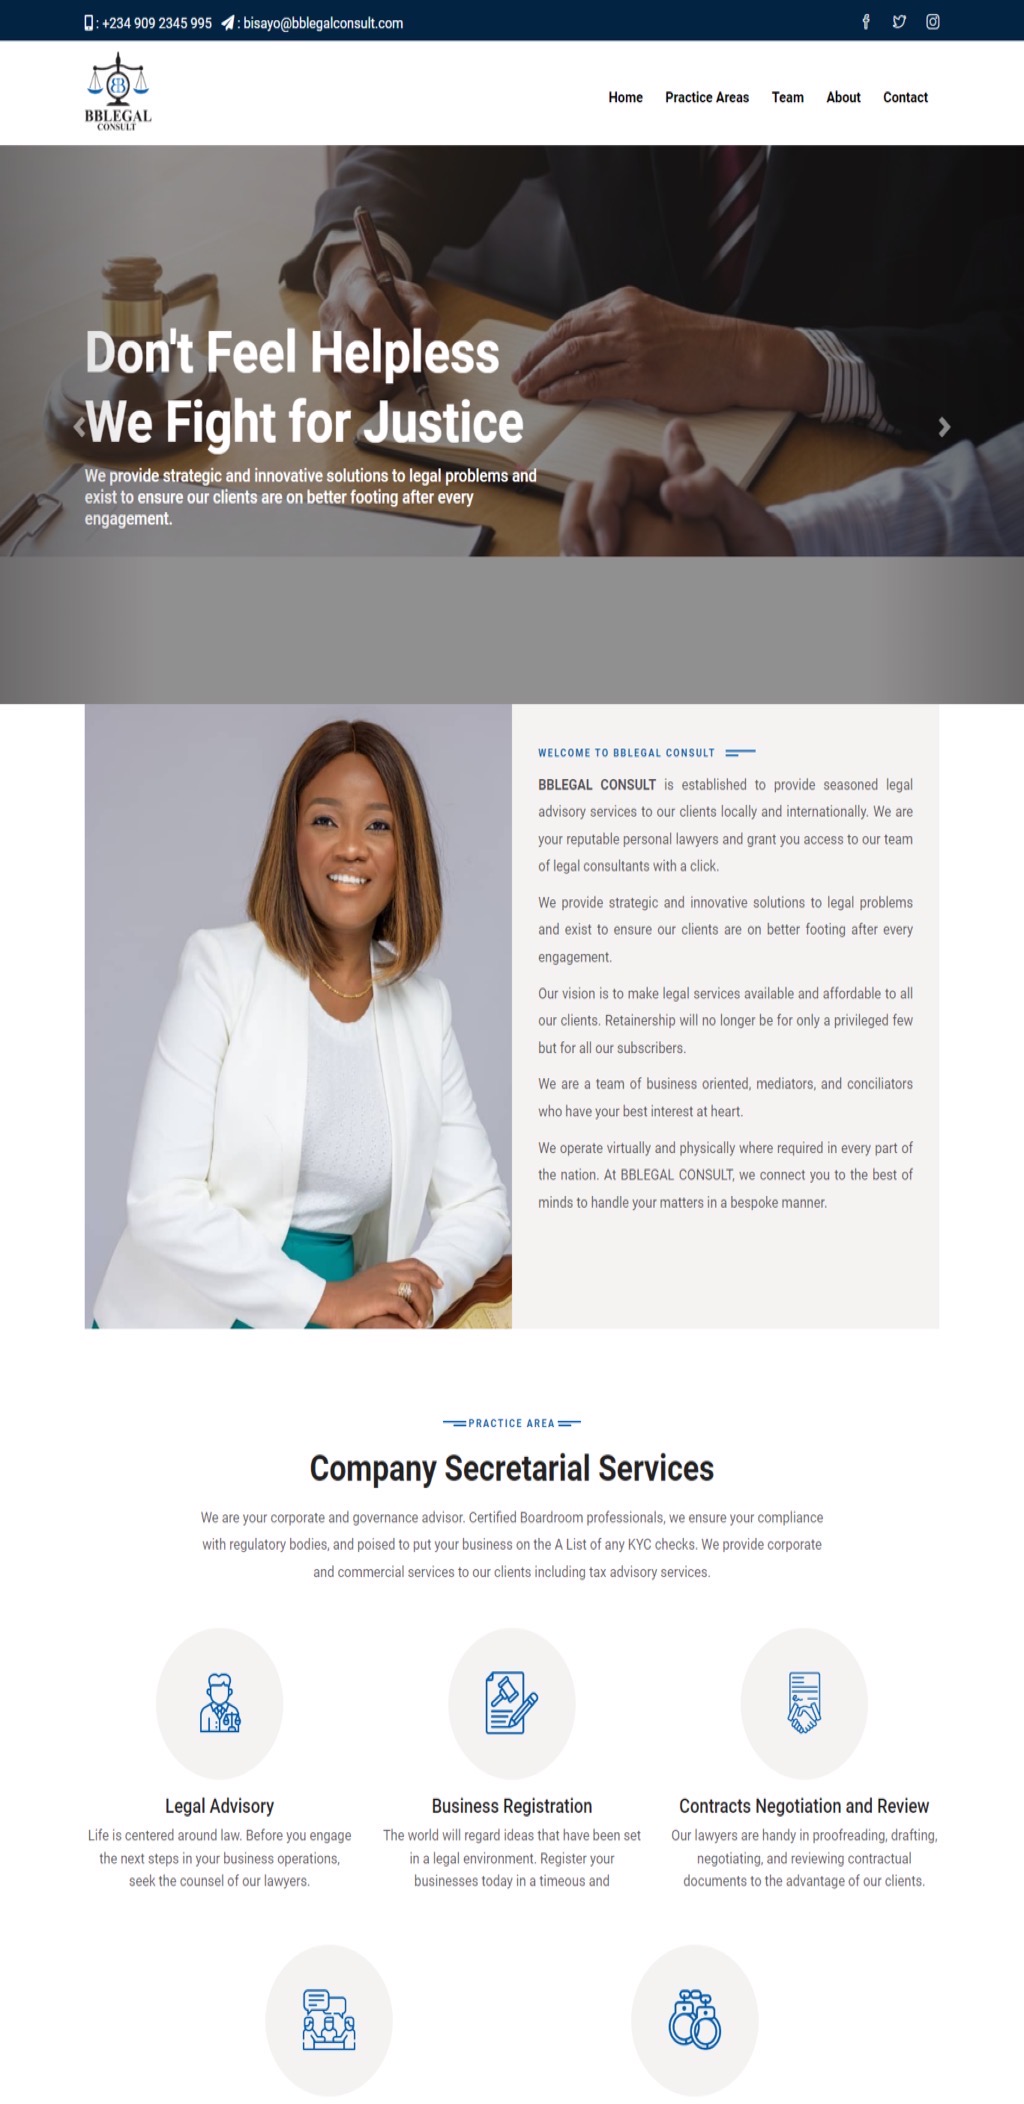 : +234 909 2345 995 : bisayo@bblegalconsult.com
BB
BBLEGAL
CONSULT
Home Practice Areas Team About Contact
Don't Feel Helpless
We Fight for Justice
We provide strategic and innovative solutions to legal problems and
exist to ensure our clients are on better footing after every
engagement.
WELCOME TO BBLEGAL CONSULT
BBLEGAL CONSULT is established to provide seasoned legal
advisory services to our clients locally and internationally. We are
your reputable personal lawyers and grant you access to our team
of legal consultants with a click.
We provide strategic and innovative solutions to legal problems
and exist to ensure our clients are on better footing after every
engagement.
Our vision is to make legal services available and affordable to all
our clients. Retainership will no longer be for only a privileged few
but for all our subscribers.
We are a team of business oriented, mediators, and conciliators
who have your best interest at heart.
We operate virtually and physically where required in every part of
the nation. At BBLEGAL CONSULT, we connect you to the best of
minds to handle your matters in a bespoke manner.
PRACTICE AREA
Company Secretarial Services
We are your corporate and governance advisor. Certified Boardroom professionals, we ensure your compliance
with regulatory bodies, and poised to put your business on the A List of any KYC checks. We provide corporate
and commercial services to our clients including tax advisory services.
Legal Advisory
Life is centered around law. Before you engage
the next steps in your business operations,
seek the counsel of our lawyers.
Business Registration
The world will regard ideas that have been set
in a legal environment. Register your
businesses today in a timeous and
Contracts Negotiation and Review
Our lawyers are handy in proofreading, drafting,
negotiating, and reviewing contractual
documents to the advantage of our clients.